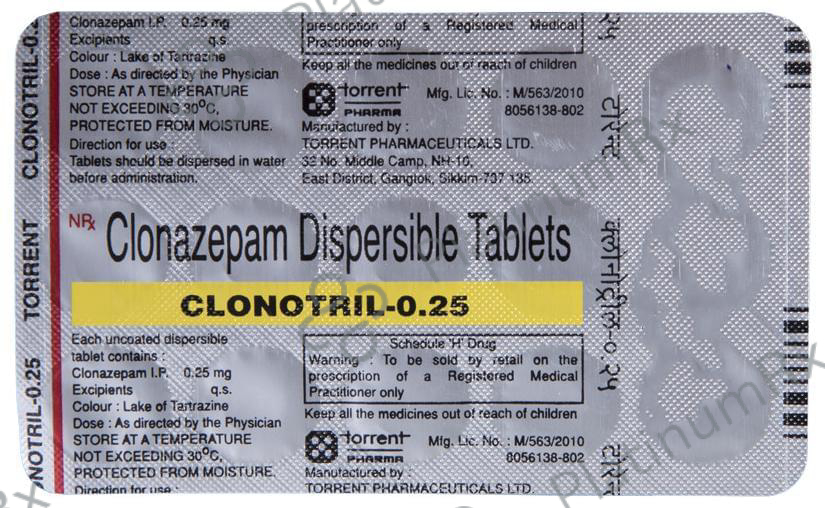 Clonazepam I.P. 0.25 mg
Excipients q.s
Colour : Lake of Tartrazine
Dose : As directed by the Physician
STORE AT A TEMPERATURE
NOT EXCEEDING 30⁰C,
PROTECTED FROM MOISTURE.
Direction for use :
Tablets should be dispersed in water
before administration.
prescription of a Registered Medical
Practitioner only
Keep all the medicines out of reach of children
torrent
PHARMA
Mfg. Lic. No. : M/563/2010
8056138-802
Manufactured by :
TORRENT PHARMACEUTICALS LTD.
32 No. Middle Camp, NH-10,
East District, Gangtok, Sikkim-737 135
NRx Clonazepam Dispersible Tablets
CLONOTRIL-0.25
Each uncoated dispersible
tablet contains :
Clonazepam I.P. 0.25 mg
Excipients q.s.
Colour : Lake of Tartrazine
Dose : As directed by the Physician
STORE AT A TEMPERATURE
NOT EXCEEDING 30⁰C,
PROTECTED FROM MOISTURE.
Direction for use :
Schedule 'H' Drug
Warning : To be sold by retail on the
prescription of a Registered Medical
Practitioner only
Keep all the medicines out of reach of children
torrent
PHARMA
Mfg. Lic. No. : M/563/2010
8056138-802
Manufactured by :
TORRENT PHARMACEUTICALS LTD.
NOTRIL-0.25 TORRENT CLONOTRIL-0.2
टोरेन्ट क्लोनोट्रील-०.२५ टोरेन्ट
PlatinumRx
PlatinumRx